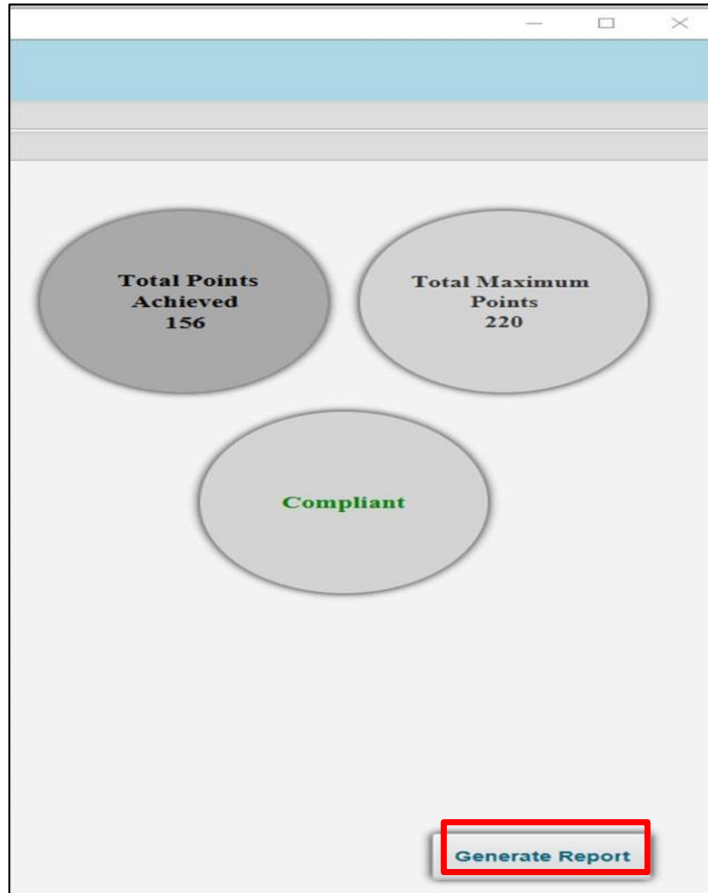 Total Points
Achieved
156
Total Maximum
Points
220
Compliant
Generate Report